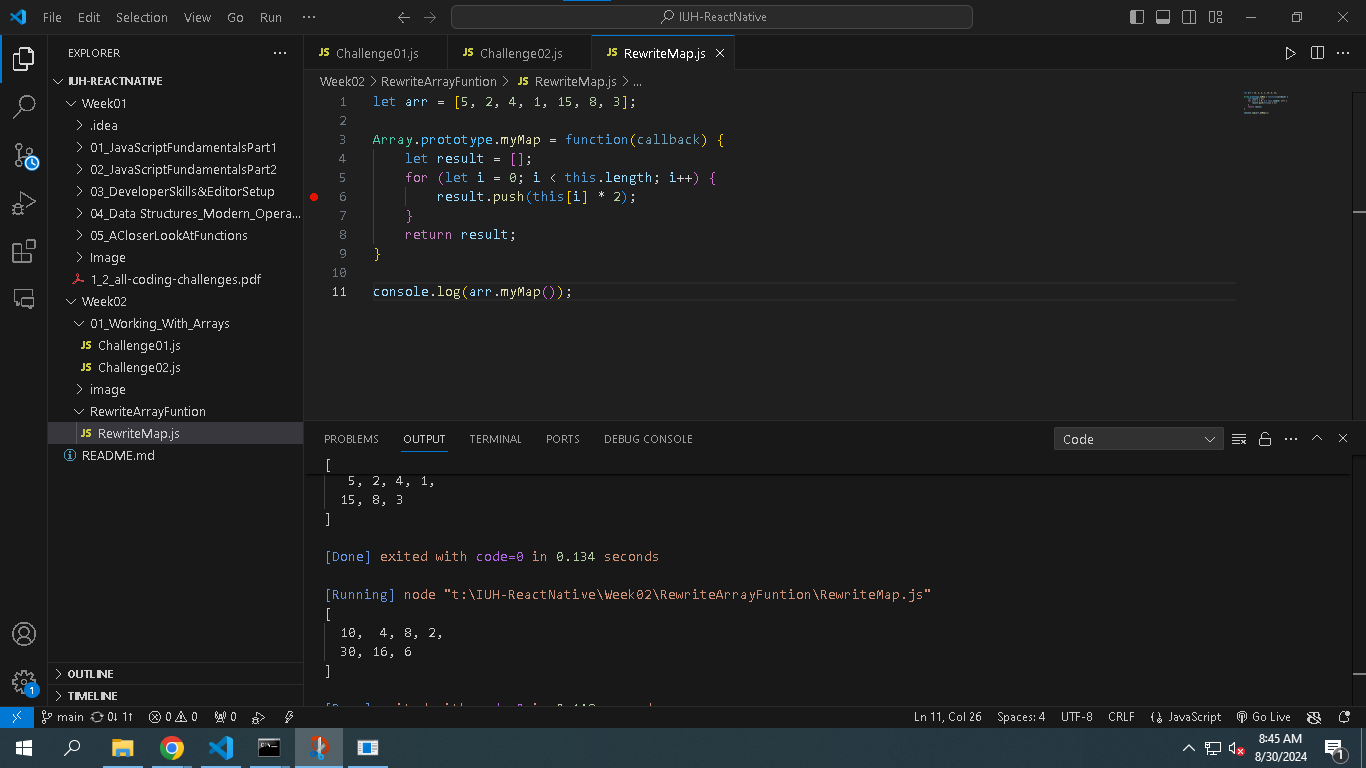 File Edit Selection View Go Run ···
IUH-ReactNative
EXPLORER
IUH-REACTNATIVE
Week01
.idea
01_JavaScriptFundamentalsPart1
02_JavaScriptFundamentalsPart2
03_DeveloperSkills&EditorSetup
04_Data Structures_Modern_Opera...
05_ACloserLookAtFunctions
Image
1_2_all-coding-challenges.pdf
Week02
01_Working_With_Arrays
JS Challenge01.js
JS Challenge02.js
image
RewriteArrayFuntion
JS RewriteMap.js
README.md
OUTLINE
TIMELINE
1
JS Challenge01.js JS Challenge02.js JS RewriteMap.js
Week02 > RewriteArrayFuntion > JS RewriteMap.js > ...
1 let arr = [5, 2, 4, 1, 15, 8, 3];
2
3 Array.prototype.myMap = function(callback) {
4 let result = [];
5 for (let i = 0; i < this.length; i++) {
6 result.push(this[i] * 2);
7 }
8 return result;
9 }
10
11 console.log(arr.myMap());
PROBLEMS OUTPUT TERMINAL PORTS DEBUG CONSOLE
Code
[
5, 2, 4, 1,
15, 8, 3
]
[Done] exited with code=0 in 0.134 seconds
[Running] node "t:\IUH-ReactNative\Week02\RewriteArrayFuntion\RewriteMap.js"
[
10, 4, 8, 2,
30, 16, 6
]
main 0↓ 1↑ 0 0 0
Ln 11, Col 26 Spaces: 4 UTF-8 CRLF JavaScript Go Live
8:45 AM
8/30/2024
1